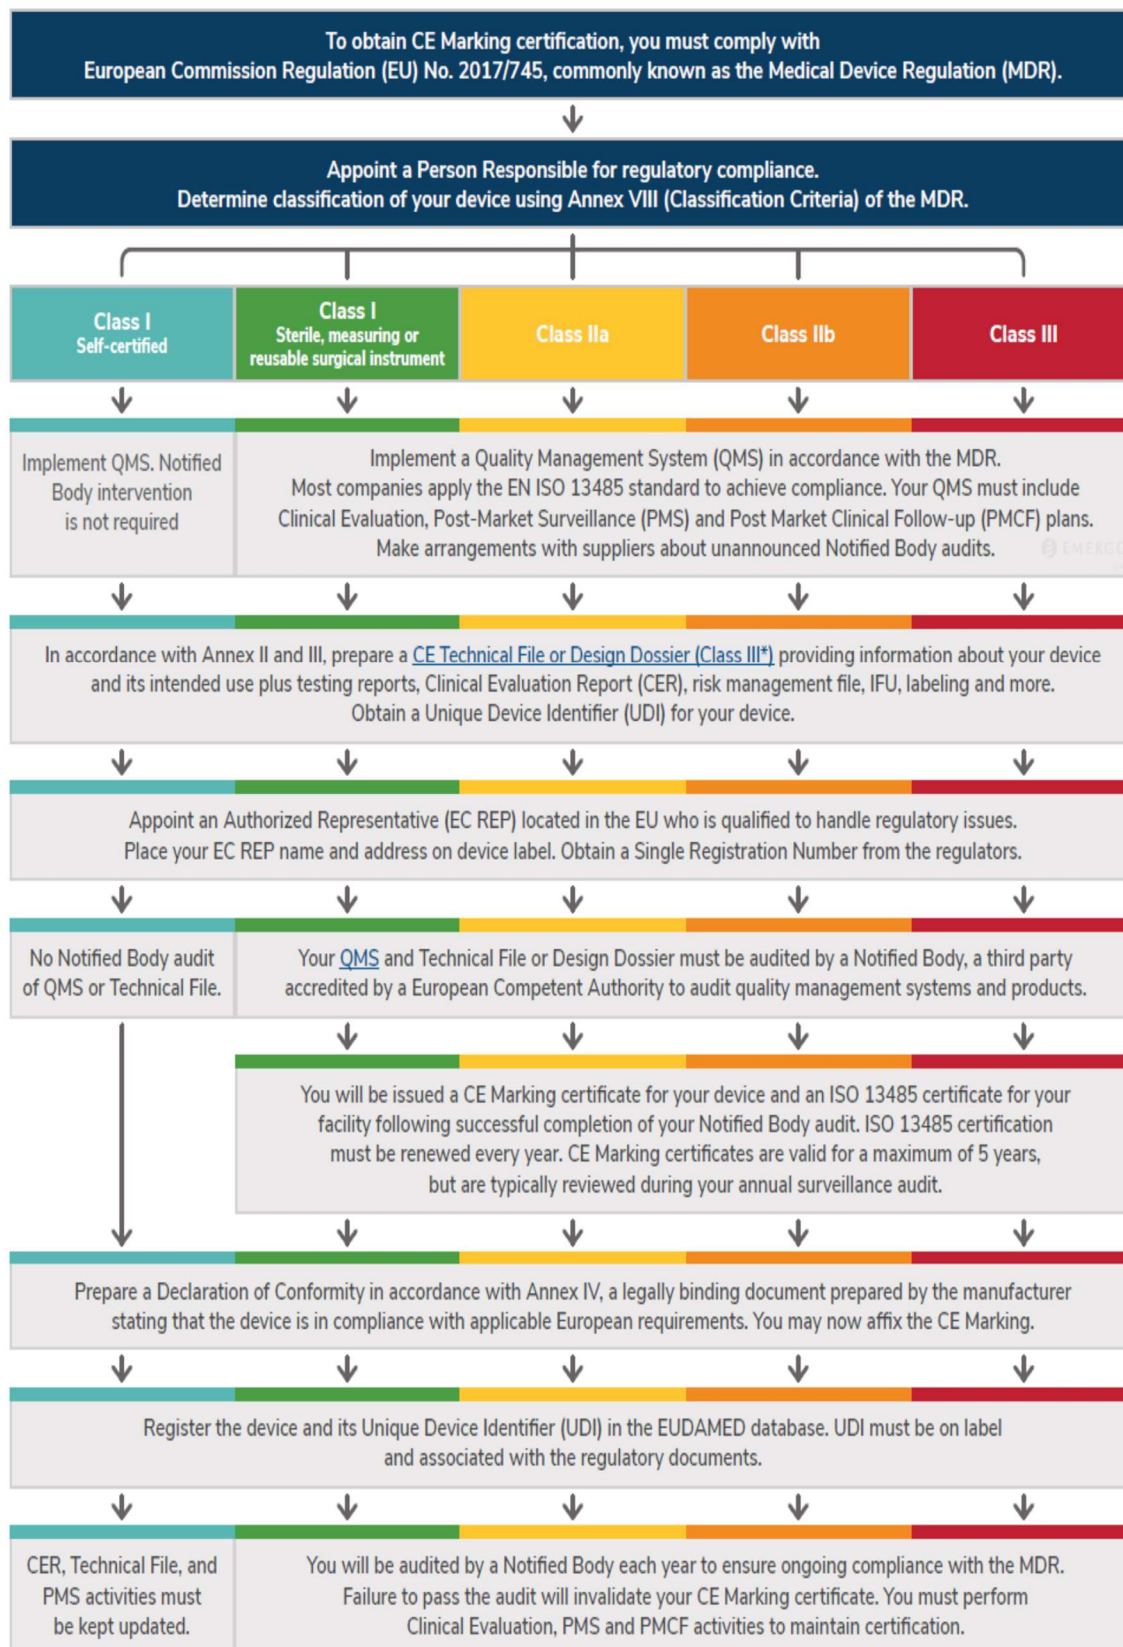 To obtain CE Marking certification, you must comply with
European Commission Regulation (EU) No. 2017/745, commonly known as the Medical Device Regulation (MDR).
Appoint a Person Responsible for regulatory compliance.
Determine classification of your device using Annex VIII (Classification Criteria) of the MDR.
Class I
Self-certified
Class I
Sterile, measuring or
reusable surgical instrument
Class IIa
Class IIb
Class III
Implement QMS. Notified
Body intervention
is not required
Implement a Quality Management System (QMS) in accordance with the MDR.
Most companies apply the EN ISO 13485 standard to achieve compliance. Your QMS must include
Clinical Evaluation, Post-Market Surveillance (PMS) and Post Market Clinical Follow-up (PMCF) plans.
Make arrangements with suppliers about unannounced Notified Body audits.
In accordance with Annex II and III, prepare a CE Technical File or Design Dossier (Class III*) providing information about your device
and its intended use plus testing reports, Clinical Evaluation Report (CER), risk management file, IFU, labeling and more.
Obtain a Unique Device Identifier (UDI) for your device.
Appoint an Authorized Representative (EC REP) located in the EU who is qualified to handle regulatory issues.
Place your EC REP name and address on device label. Obtain a Single Registration Number from the regulators.
No Notified Body audit
of QMS or Technical File.
Your QMS and Technical File or Design Dossier must be audited by a Notified Body, a third party
accredited by a European Competent Authority to audit quality management systems and products.
You will be issued a CE Marking certificate for your device and an ISO 13485 certificate for your
facility following successful completion of your Notified Body audit. ISO 13485 certification
must be renewed every year. CE Marking certificates are valid for a maximum of 5 years,
but are typically reviewed during your annual surveillance audit.
Prepare a Declaration of Conformity in accordance with Annex IV, a legally binding document prepared by the manufacturer
stating that the device is in compliance with applicable European requirements. You may now affix the CE Marking.
Register the device and its Unique Device Identifier (UDI) in the EUDAMED database. UDI must be on label
and associated with the regulatory documents.
CER, Technical File, and
PMS activities must
be kept updated.
You will be audited by a Notified Body each year to ensure ongoing compliance with the MDR.
Failure to pass the audit will invalidate your CE Marking certificate. You must perform
Clinical Evaluation, PMS and PMCF activities to maintain certification.